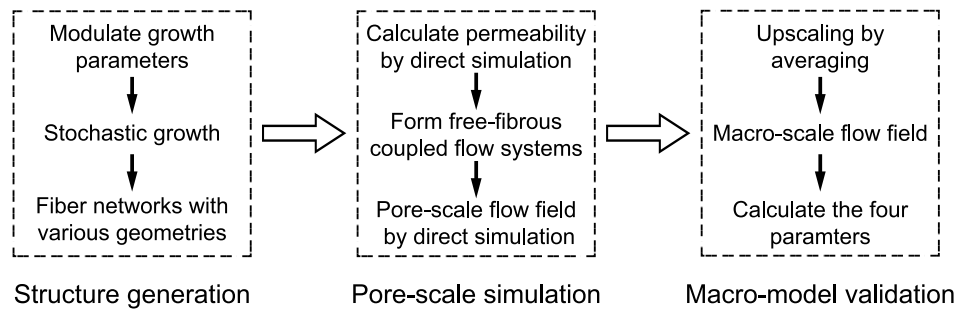 Modulate growth
parameters
Stochastic growth
Fiber networks with
various geometries
Structure generation
Calculate permeability
by direct simulation
Form free-fibrous
coupled flow systems
Pore-scale flow field
by direct simulation
Pore-scale simulation
Upscaling by
averaging
Macro-scale flow field
Calculate the four
paramters
Macro-model validation